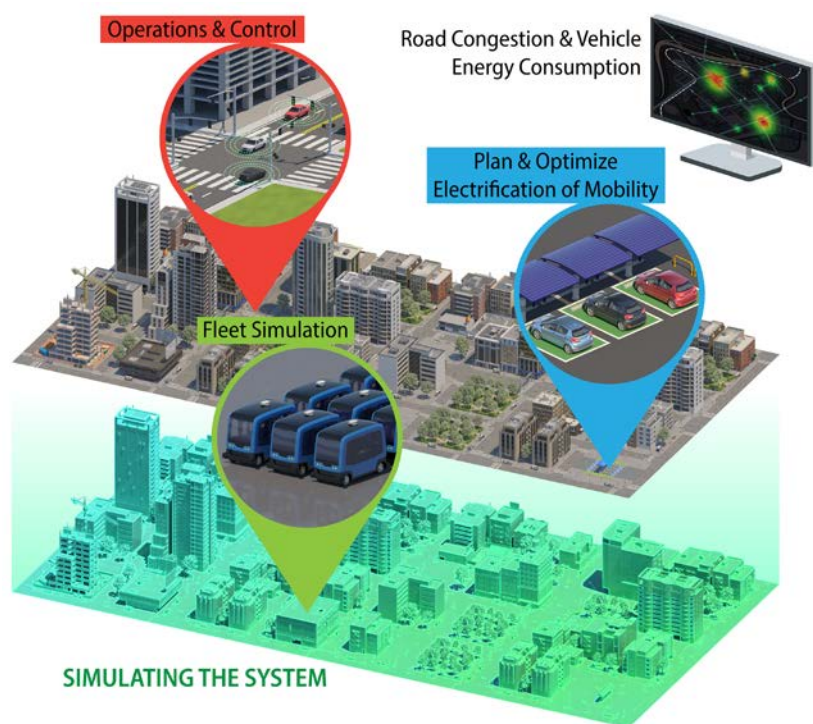 Operations & Control
Road Congestion & Vehicle
Energy Consumption
Plan & Optimize
Electrification of Mobility
Fleet Simulation
SIMULATING THE SYSTEM